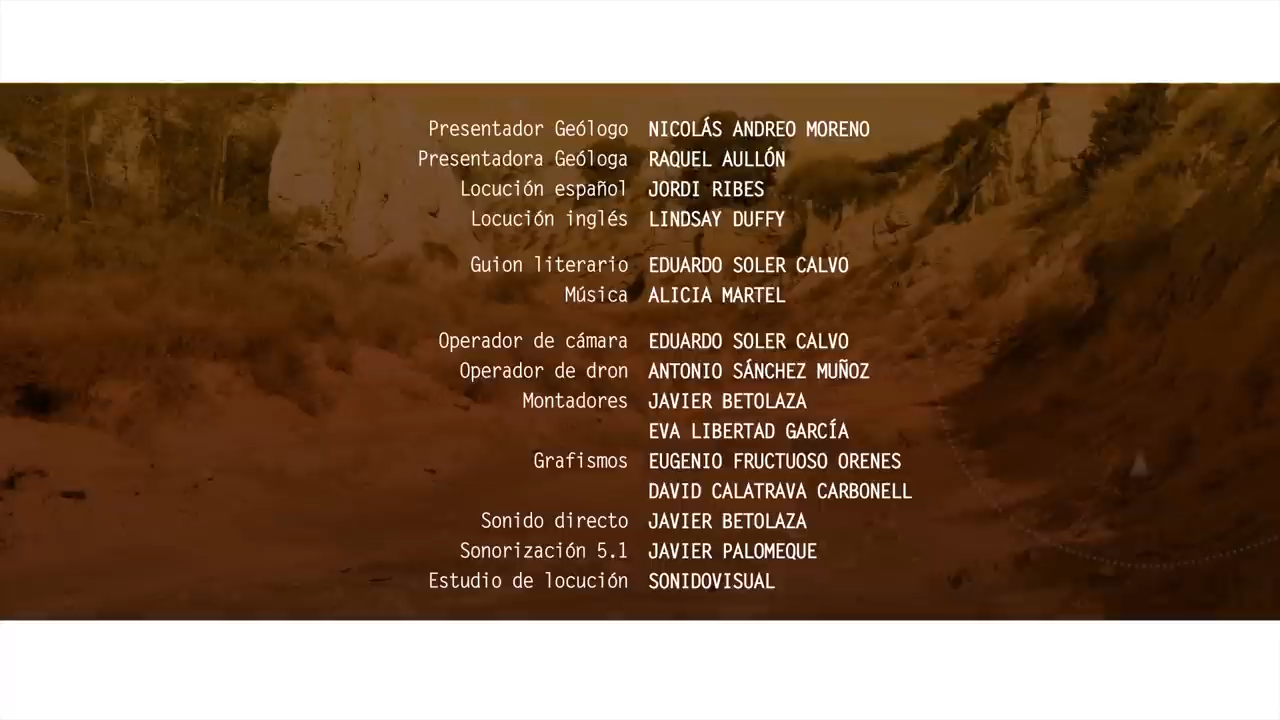 Presentador Geólogo NICOLÁS ANDREO MORENO
Presentadora Geóloga RAQUEL AULLÓN
Locución español JORDI RIBES
Locución inglés LINDSAY DUFFY
Guion literario EDUARDO SOLER CALVO
Música ALICIA MARTEL
Operador de cámara EDUARDO SOLER CALVO
Operador de dron ANTONIO SÁNCHEZ MUÑOZ
Montadores JAVIER BETOLAZA
EVA LIBERTAD GARCÍA
Grafismos EUGENIO FRUCTUOSO ORENES
DAVID CALATRAVA CARBONELL
Sonido directo JAVIER BETOLAZA
Sonorización 5.1 JAVIER PALOMEQUE
Estudio de locución SONIDOVISUAL